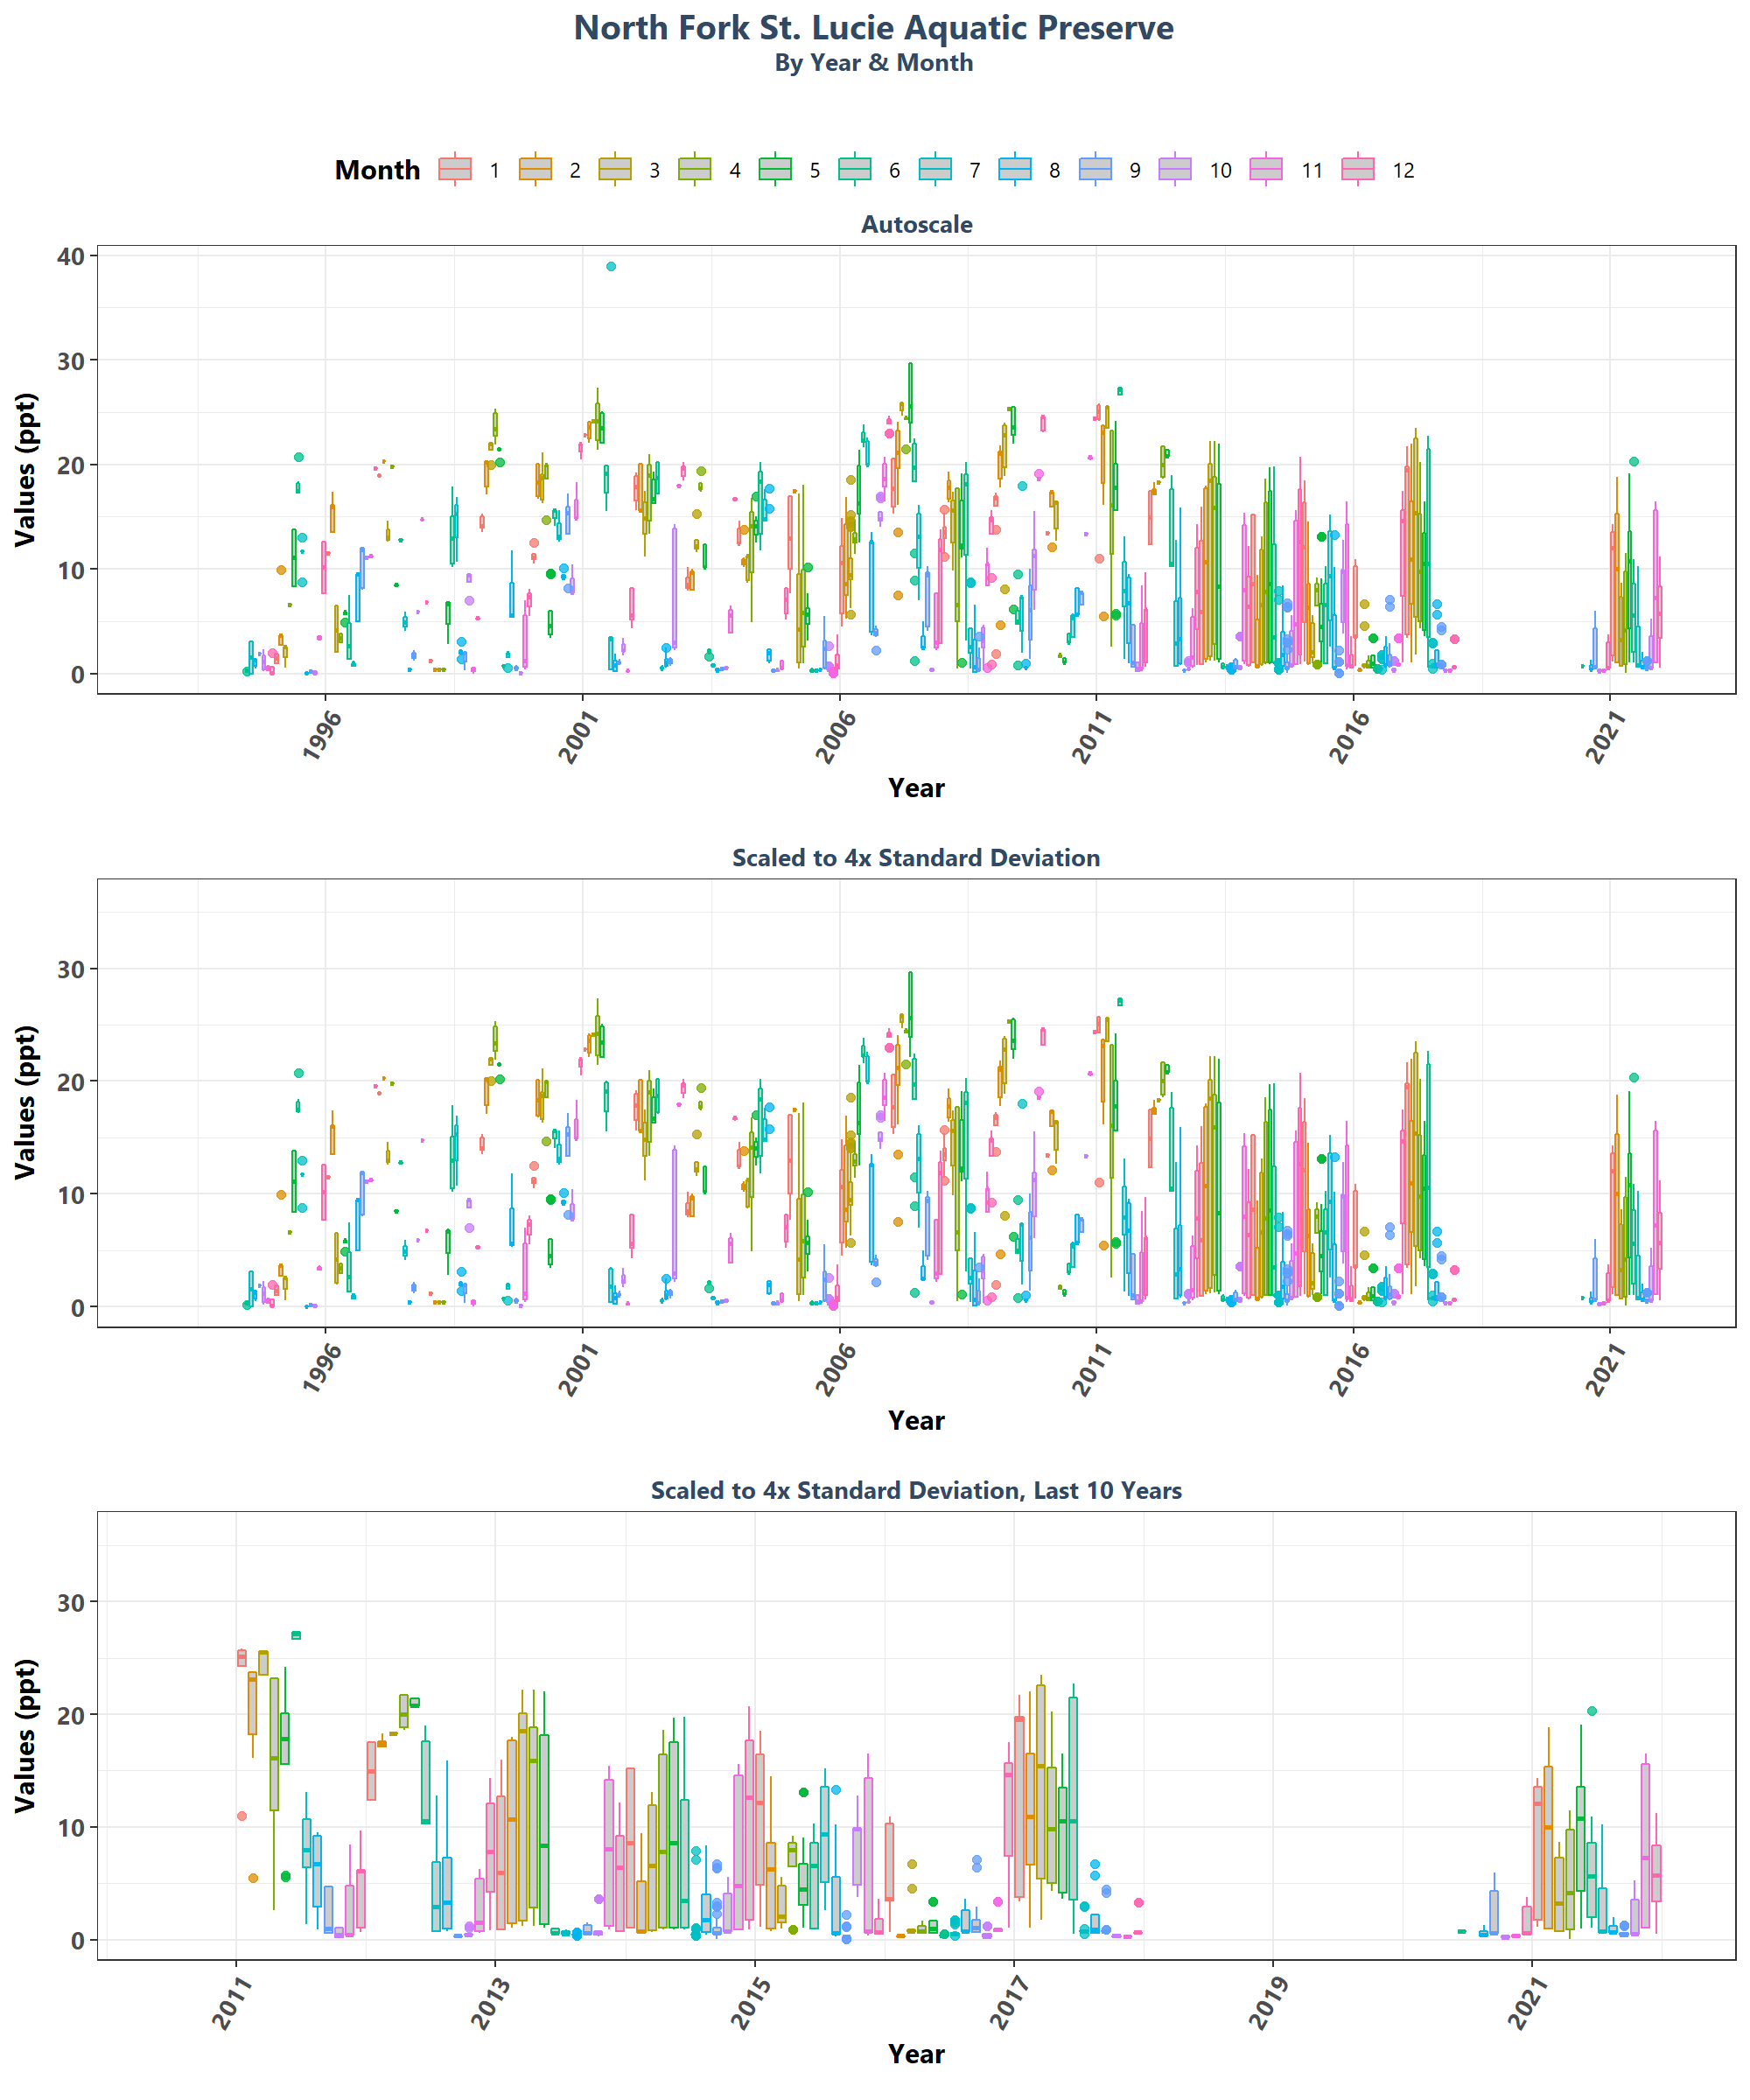 North Fork St. Lucie Aquatic Preserve
By Year & Month
Month 1 2 3 4 5 6 7 8 9 10 11 12
Autoscale
40
30
20
10
0
Values (ppt)
1996 2001 2006 2011 2016 2021
Year
Scaled to 4x Standard Deviation
30
20
10
0
Values (ppt)
1996 2001 2006 2011 2016 2021
Year
Scaled to 4x Standard Deviation, Last 10 Years
30
20
10
0
Values (ppt)
2011 2013 2015 2017 2019 2021
Year